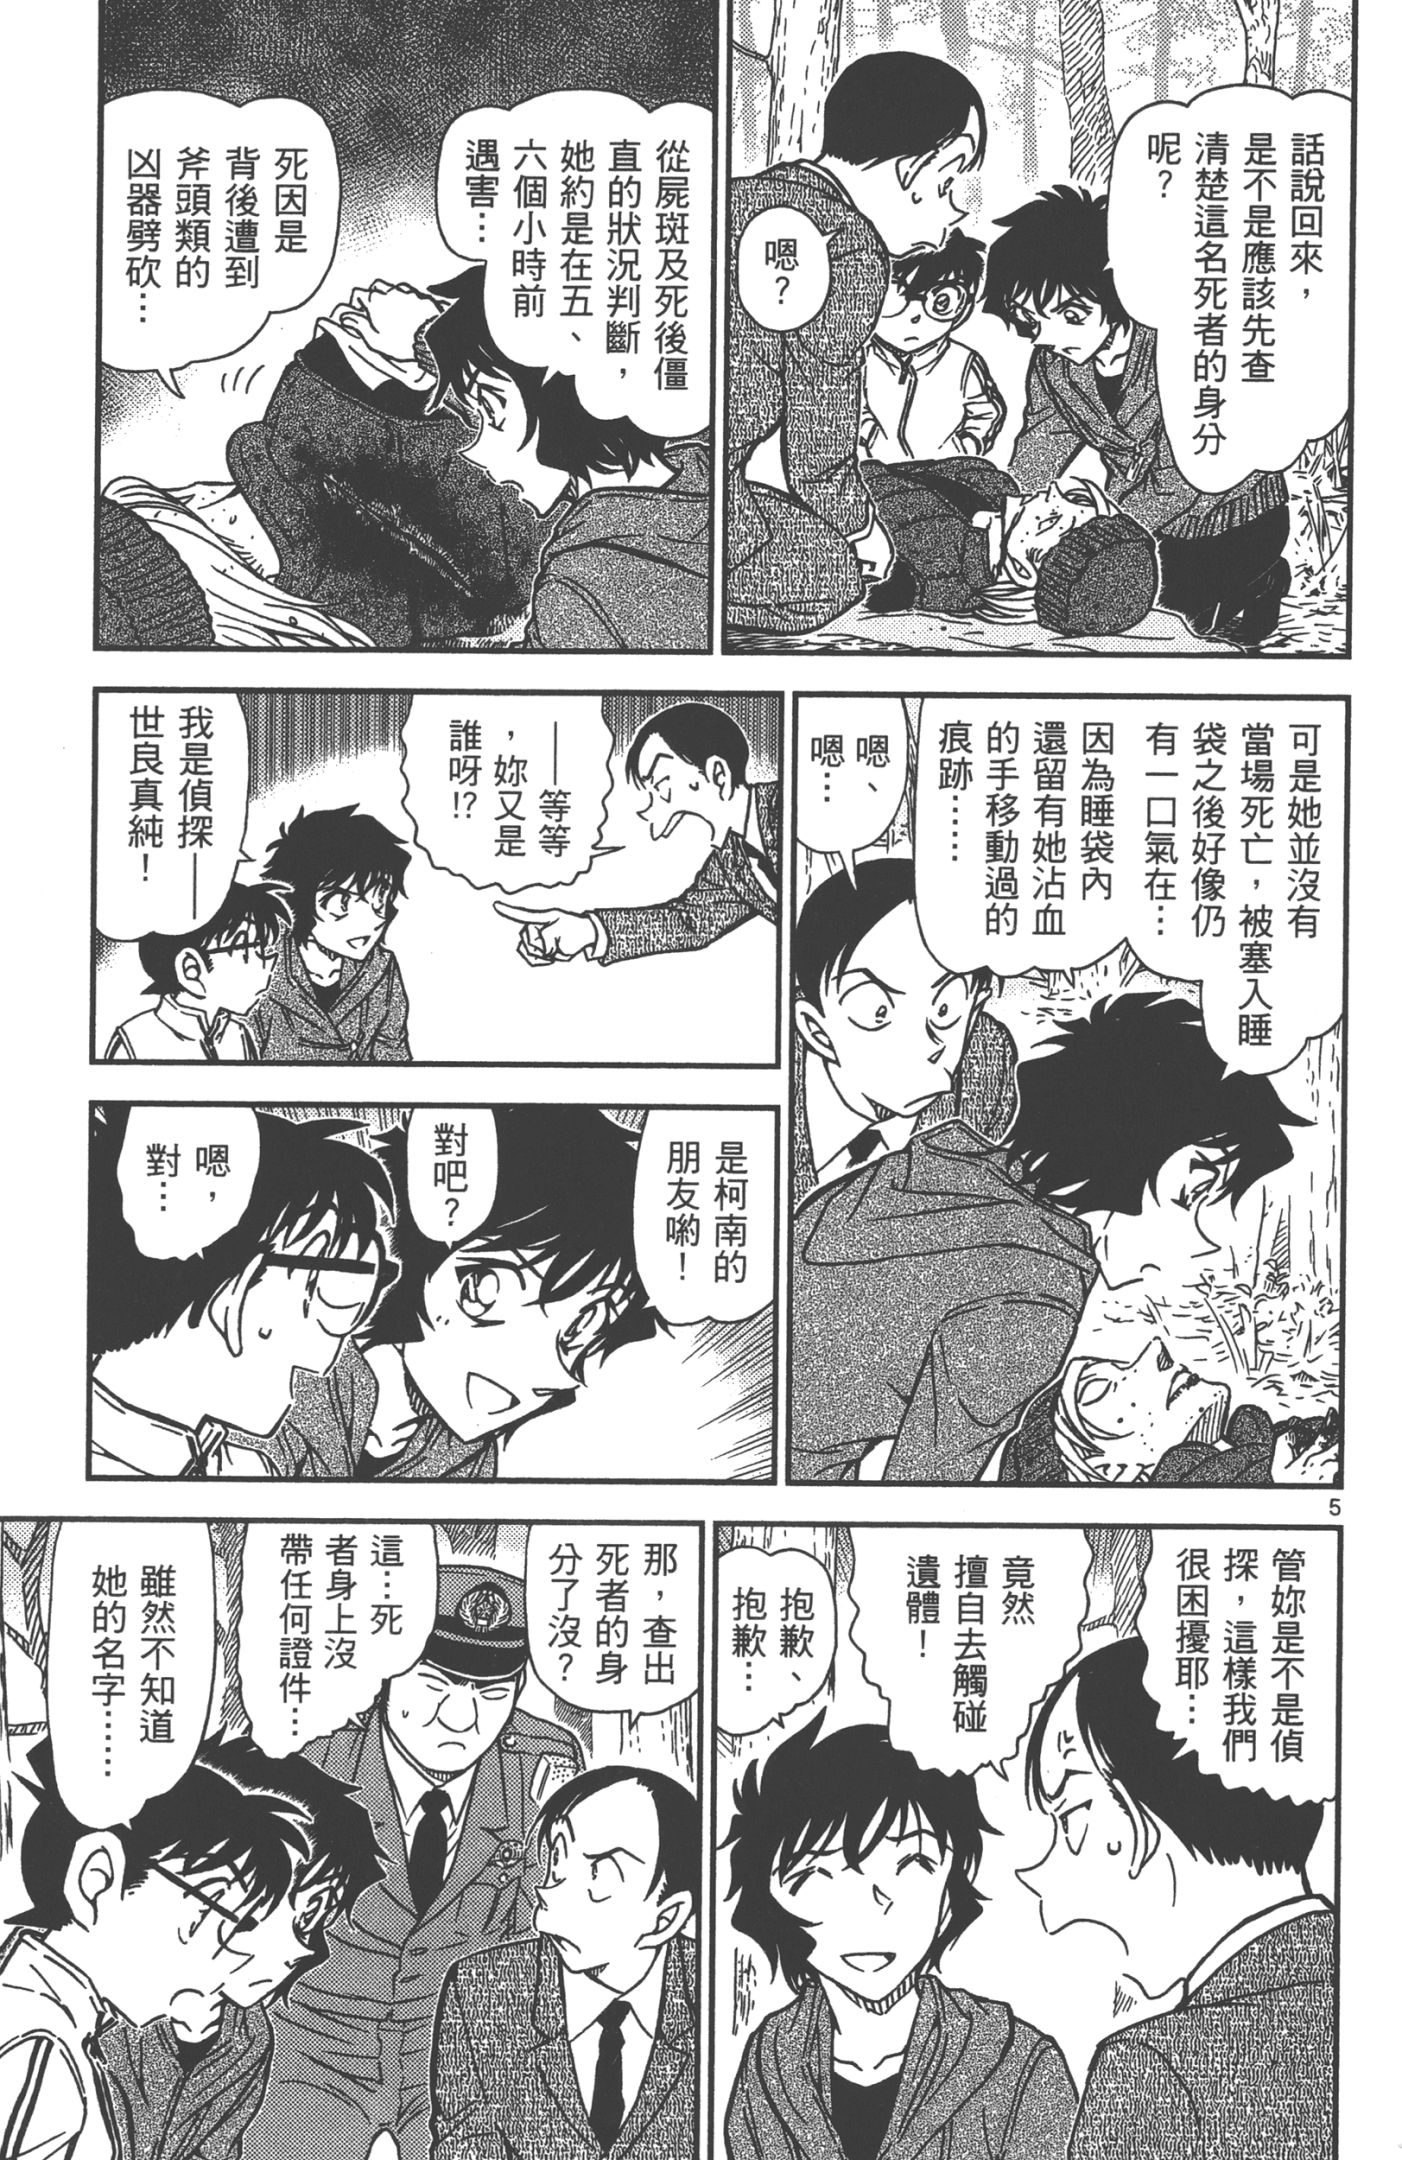 話說回來，
是不是應該先查
清楚這名死者的身分
呢？
嗯？
從屍斑及死後僵
直的狀況判斷，
她約是在五、
六個小時前
遇害…
死因是
背後遭到
斧頭類的
凶器劈砍…
可是她並沒有
當場死亡，被塞入睡
袋之後好像仍
有一口氣在…
因為睡袋內
還留有她沾血
的手移動過的
痕跡……
嗯、
嗯…
——等等
，妳又是
誰呀!?
我是偵探——
世良真純！
是柯南的
朋友喲！
對吧？
嗯，
對…
5
管妳是不是偵
探，這樣我們
很困擾耶…
竟然
擅自去觸碰
遺體！
抱歉、
抱歉…
那，查出
死者的身
分了沒？
這…死
者身上沒
帶任何證件…
雖然不知道
她的名字……